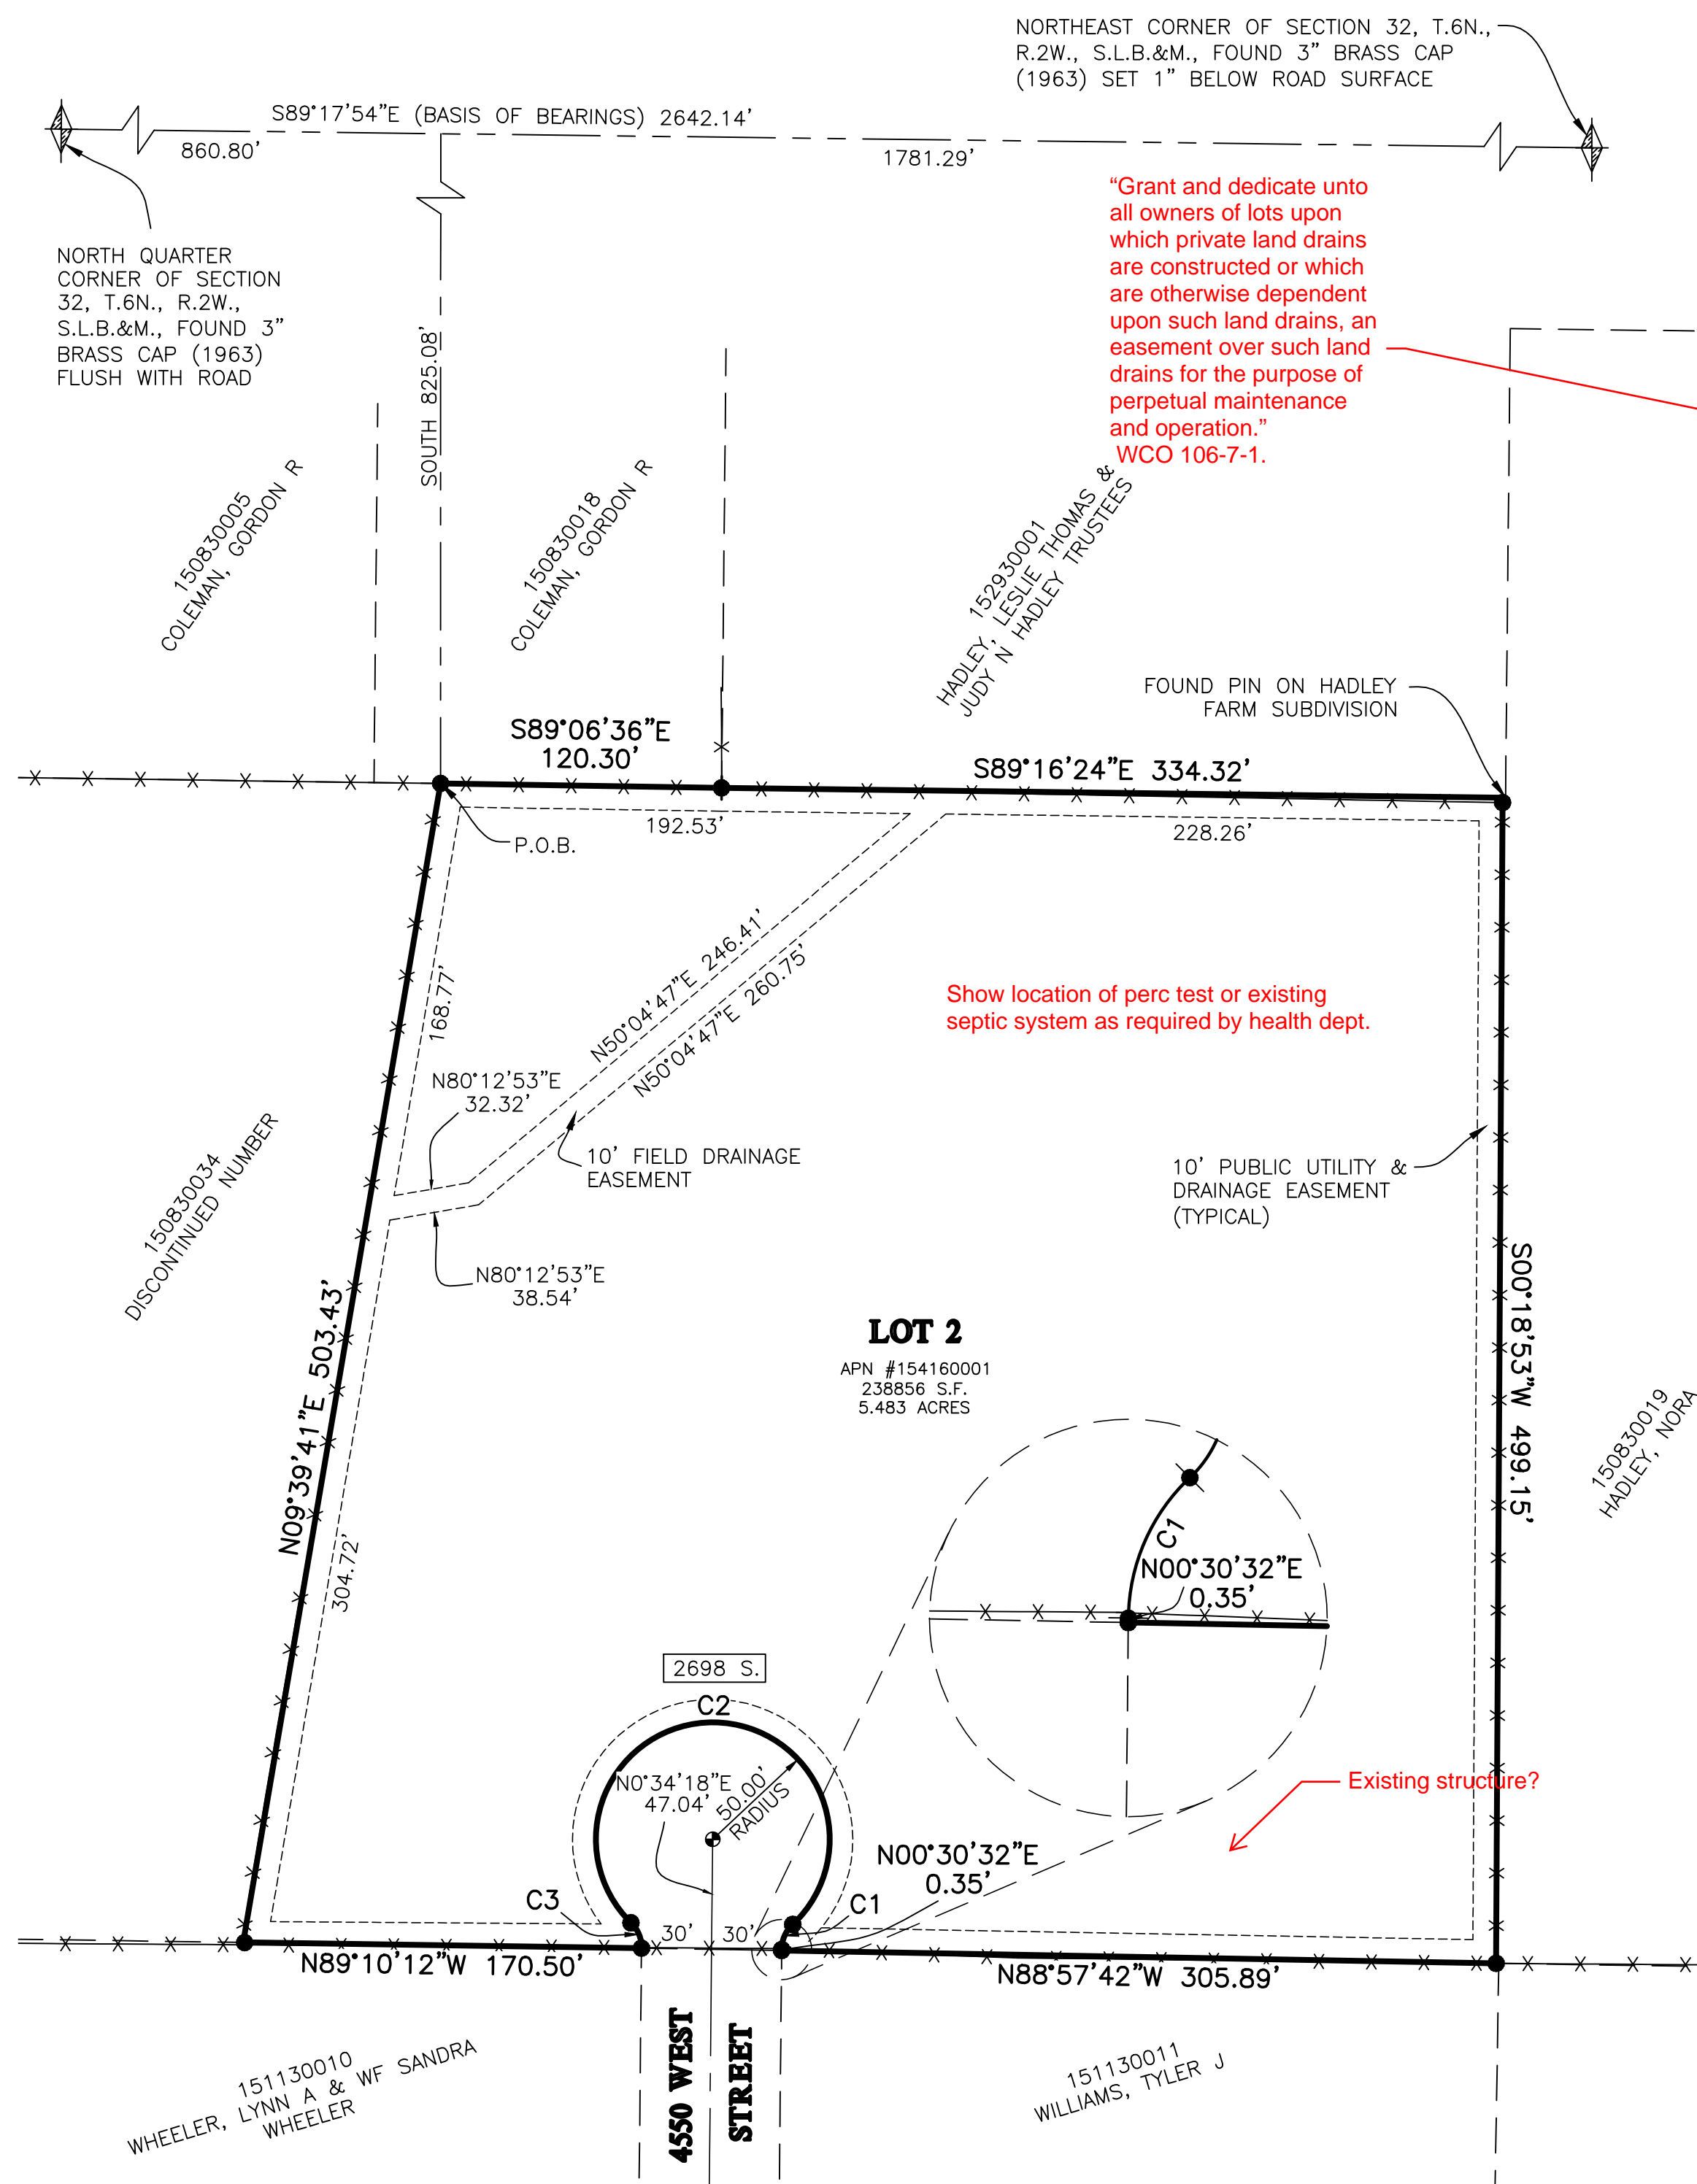 NORTHEAST CORNER OF SECTION 32, T.6N.,
R.2W., S.L.B.&M., FOUND 3" BRASS CAP
(1963) SET 1" BELOW ROAD SURFACE
S89°17'54"E (BASIS OF BEARINGS) 2642.14'
860.80'
1781.29'
NORTH QUARTER
CORNER OF SECTION
32, T.6N., R.2W.,
S.L.B.&M., FOUND 3"
BRASS CAP (1963)
FLUSH WITH ROAD
SOUTH 825.08'
“Grant and dedicate unto
all owners of lots upon
which private land drains
are constructed or which
are otherwise dependent
upon such land drains, an
easement over such land
drains for the purpose of
perpetual maintenance
and operation.”
WCO 106-7-1.
150830005
COLEMAN, GORDON R
150830018
COLEMAN, GORDON R
152930001
HADLEY, LESLIE THOMAS &
JUDY N HADLEY TRUSTEES
FOUND PIN ON HADLEY
FARM SUBDIVISION
S89°06'36"E
120.30'
S89°16'24"E 334.32'
192.53'
228.26'
P.O.B.
168.77'
N50°04'47"E 246.41'
N50°04'47"E 260.75'
Show location of perc test or existing
septic system as required by health dept.
N80°12'53"E
32.32'
10' FIELD DRAINAGE
EASEMENT
10' PUBLIC UTILITY &
DRAINAGE EASEMENT
(TYPICAL)
150830034
DISCONTINUED NUMBER
N80°12'53"E
38.54'
N09°39'41"E 503.43'
S00°18'53"W 499.15'
LOT 2
APN #154160001
238856 S.F.
5.483 ACRES
150830019
HADLEY, NORA
304.72'
C1
N00°30'32"E
0.35'
2698 S.
C2
N0°34'18"E
47.04'
50.00'
RADIUS
Existing structure?
N00°30'32"E
0.35'
C3
C1
30'
30'
N89°10'12"W 170.50'
N88°57'42"W 305.89'
4550 WEST
STREET
151130010
WHEELER, LYNN A & WF SANDRA
WHEELER
151130011
WILLIAMS, TYLER J